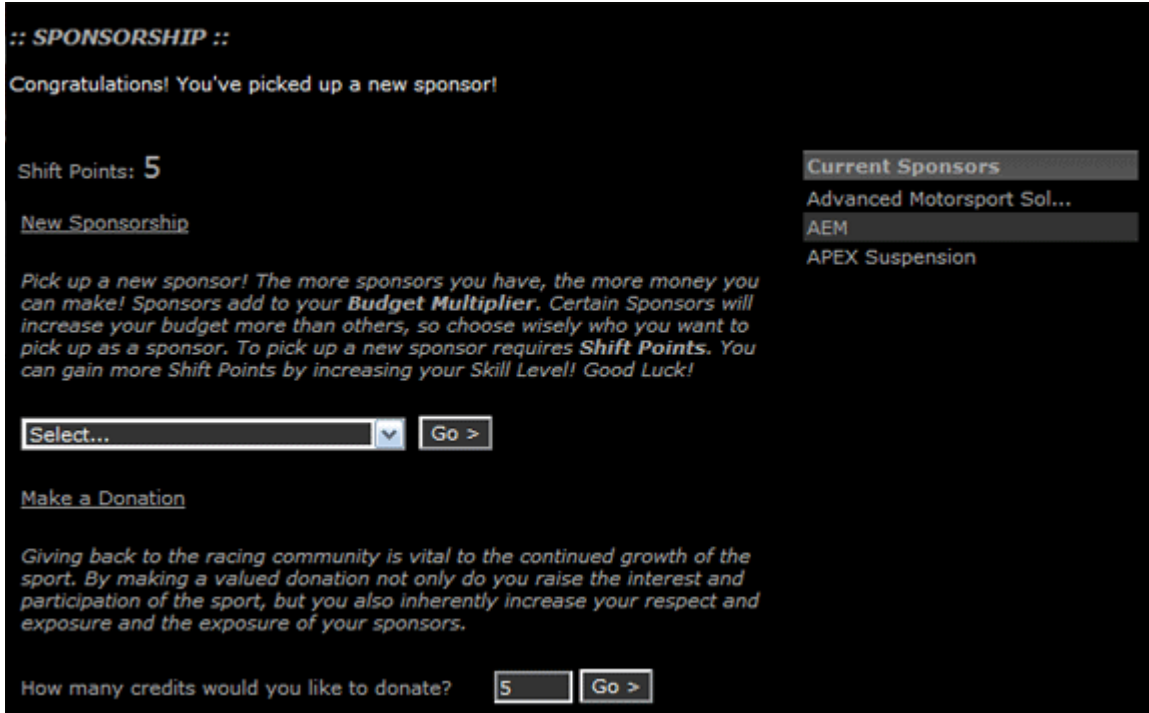 :: SPONSORSHIP ::
Congratulations! You've picked up a new sponsor!
Shift Points: 5
New Sponsorship
Pick up a new sponsor! The more sponsors you have, the more money you
can make! Sponsors add to your Budget Multiplier. Certain Sponsors will
increase your budget more than others, so choose wisely who you want to
pick up as a sponsor. To pick up a new sponsor requires Shift Points. You
can gain more Shift Points by increasing your Skill Level! Good Luck!
Select... Go >
Make a Donation
Giving back to the racing community is vital to the continued growth of the
sport. By making a valued donation not only do you raise the interest and
participation of the sport, but you also inherently increase your respect and
exposure and the exposure of your sponsors.
How many credits would you like to donate? 5 Go >
Current Sponsors
Advanced Motorsport Sol...
AEM
APEX Suspension